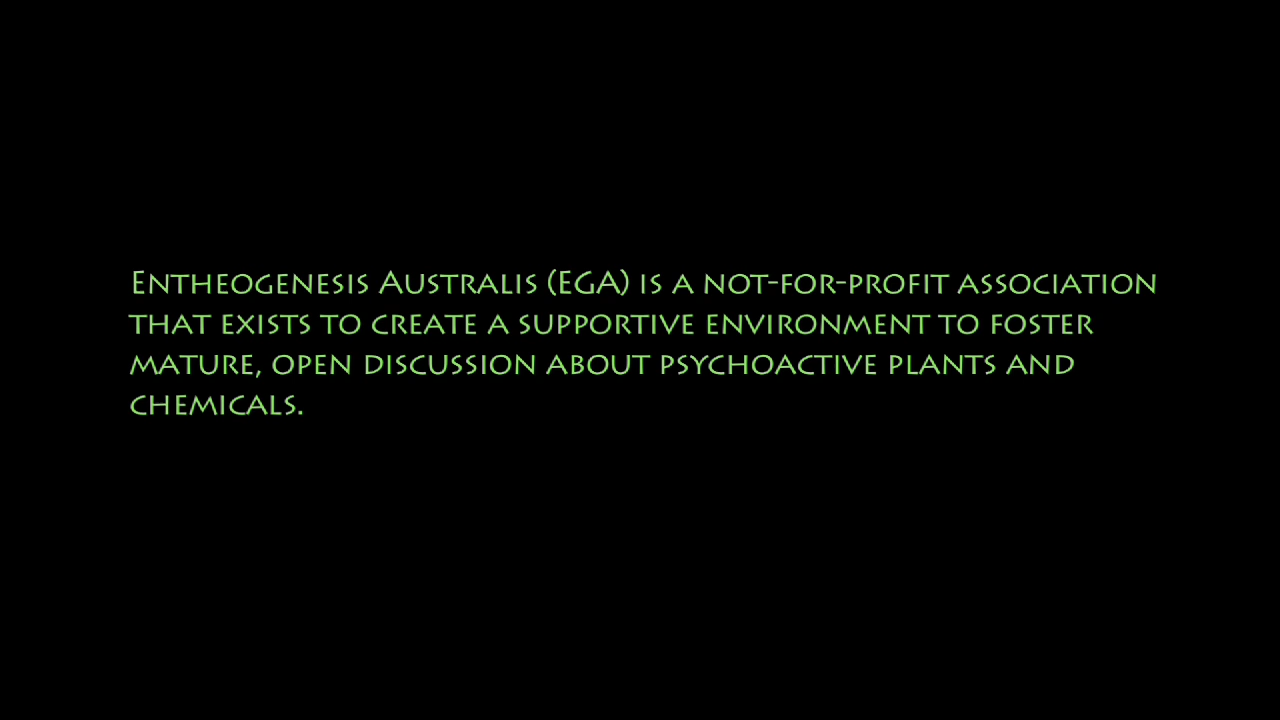 Entheogenesis Australis (EGA) is a not-for-profit association
that exists to create a supportive environment to foster
mature, open discussion about psychoactive plants and
chemicals.